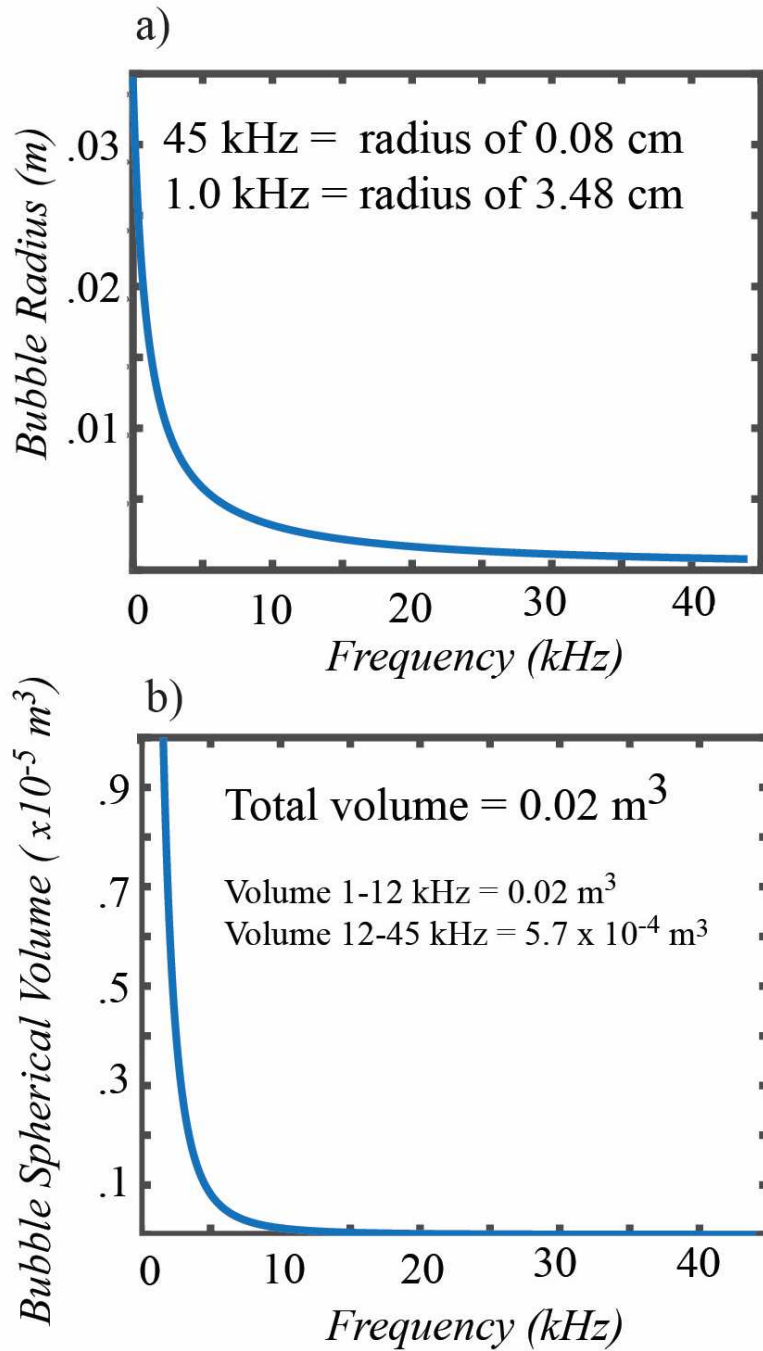 a)
Bubble Radius (m)
.03
.02
.01
45 kHz = radius of 0.08 cm
1.0 kHz = radius of 3.48 cm
0 10 20 30 40
Frequency (kHz)
b)
Bubble Spherical Volume ( x10⁻⁵ m³)
.9
.7
.5
.3
.1
Total volume = 0.02 m³
Volume 1-12 kHz = 0.02 m³
Volume 12-45 kHz = 5.7 x 10⁻⁴ m³
0 10 20 30 40
Frequency (kHz)